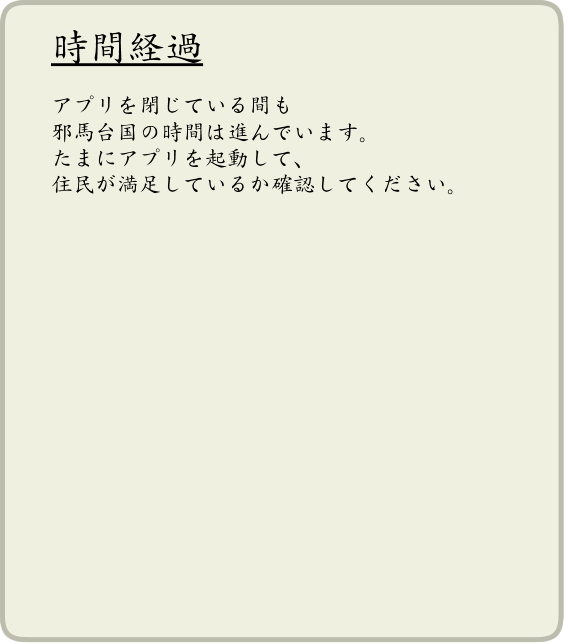 時間経過
アプリを閉じている間も
邪馬台国の時間は進んでいます。
たまにアプリを起動して、
住民が満足しているか確認してください。